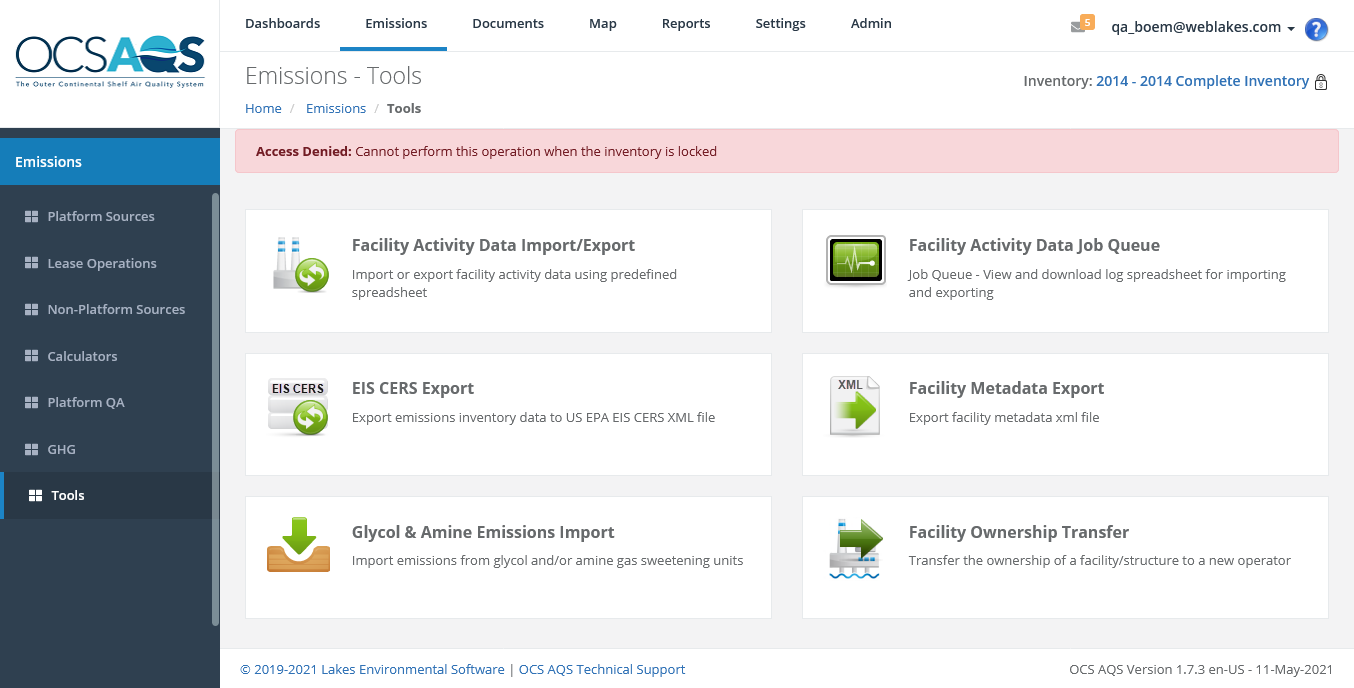 OCSAQS
The Outer Continental Shelf Air Quality System
Dashboards Emissions Documents Map Reports Settings Admin
5 qa_boem@weblakes.com ?
Emissions - Tools
Inventory: 2014 - 2014 Complete Inventory
Home / Emissions / Tools
Access Denied: Cannot perform this operation when the inventory is locked
Emissions
Platform Sources
Lease Operations
Non-Platform Sources
Calculators
Platform QA
GHG
Tools
Facility Activity Data Import/Export
Import or export facility activity data using predefined
spreadsheet
Facility Activity Data Job Queue
Job Queue - View and download log spreadsheet for importing
and exporting
EIS CERS
EIS CERS Export
Export emissions inventory data to US EPA EIS CERS XML file
XML
Facility Metadata Export
Export facility metadata xml file
Glycol & Amine Emissions Import
Import emissions from glycol and/or amine gas sweetening units
Facility Ownership Transfer
Transfer the ownership of a facility/structure to a new operator
© 2019-2021 Lakes Environmental Software | OCS AQS Technical Support
OCS AQS Version 1.7.3 en-US - 11-May-2021